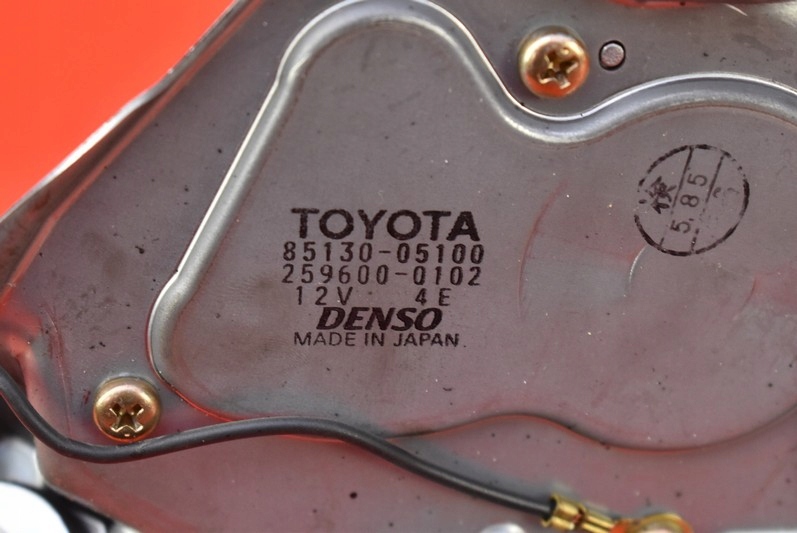 TOYOTA
85130-05100
259600-0102
12V 4E
DENSO
MADE IN JAPAN
5.85